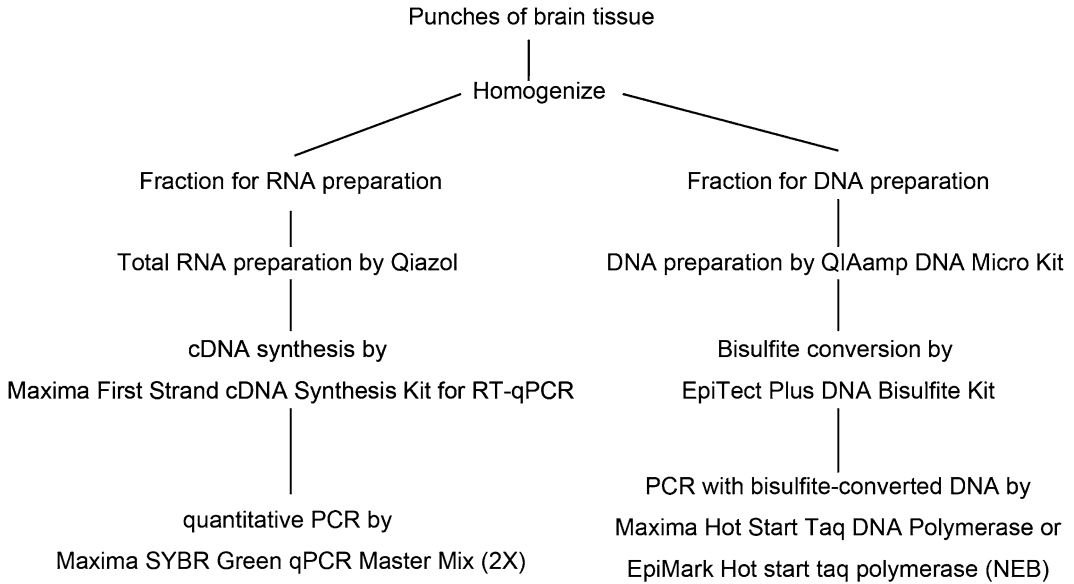 Punches of brain tissue
Homogenize
Fraction for RNA preparation
Total RNA preparation by Qiazol
cDNA synthesis by
Maxima First Strand cDNA Synthesis Kit for RT-qPCR
quantitative PCR by
Maxima SYBR Green qPCR Master Mix (2X)
Fraction for DNA preparation
DNA preparation by QIAamp DNA Micro Kit
Bisulfite conversion by
EpiTect Plus DNA Bisulfite Kit
PCR with bisulfite-converted DNA by
Maxima Hot Start Taq DNA Polymerase or
EpiMark Hot start taq polymerase (NEB)